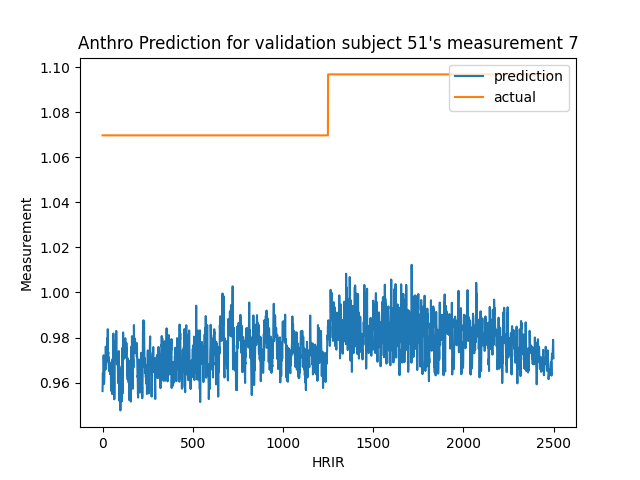 Anthro Prediction for validation subject 51's measurement 7
1.10
1.08
1.06
1.04
1.02
1.00
0.98
0.96
Measurement
prediction
actual
0
500
1000
1500
2000
2500
HRIR